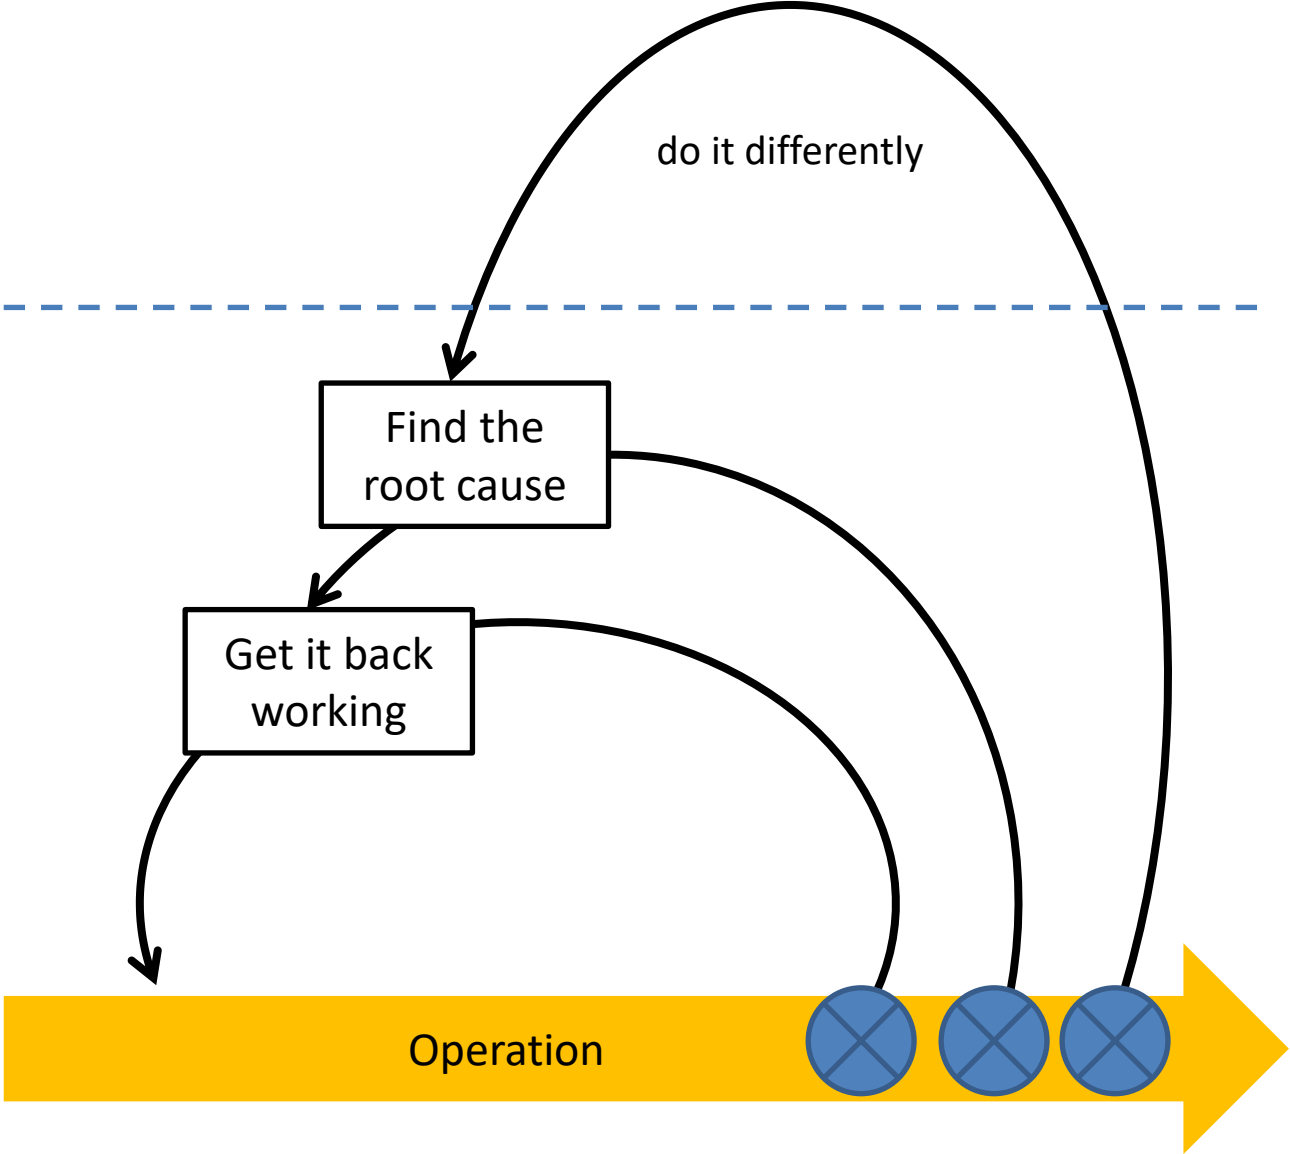 do it differently
Find the
root cause
Get it back
working
Operation